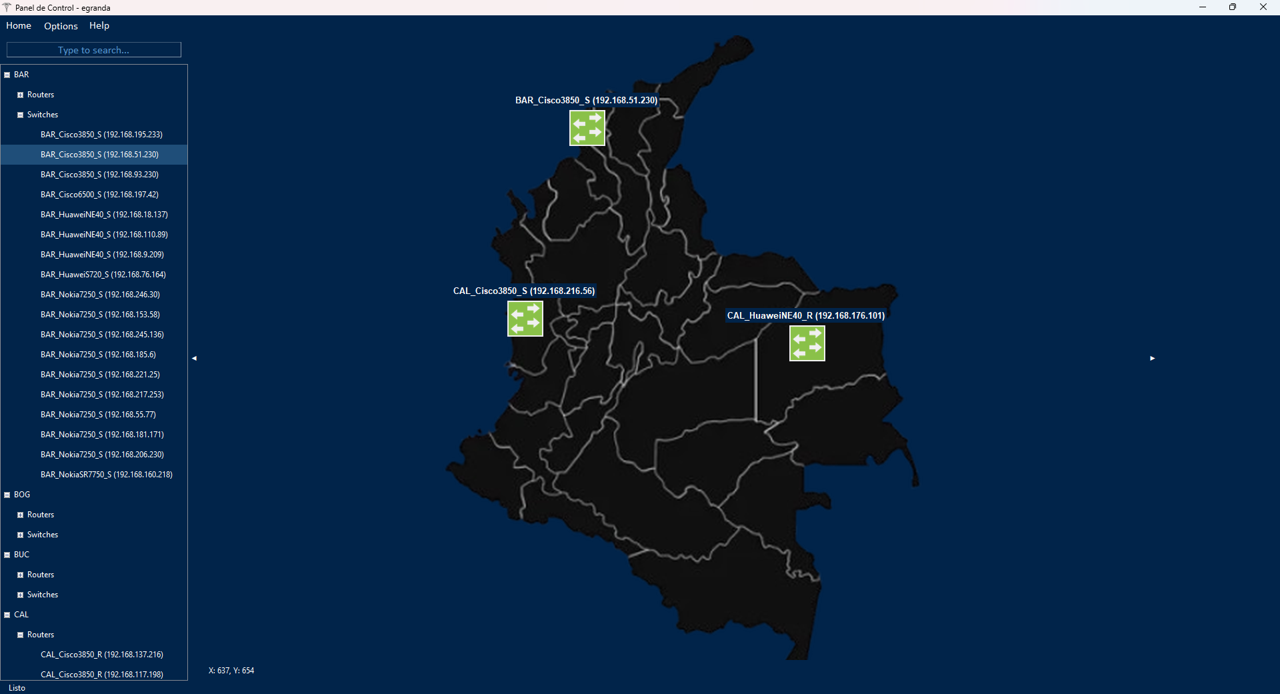 Panel de Control - egranda
Home Options Help
Type to search...
BAR
Routers
Switches
BAR_Cisco3850_S (192.168.195.233)
BAR_Cisco3850_S (192.168.51.230)
BAR_Cisco3850_S (192.168.93.230)
BAR_Cisco6500_S (192.168.197.42)
BAR_HuaweiNE40_S (192.168.18.137)
BAR_HuaweiNE40_S (192.168.110.89)
BAR_HuaweiNE40_S (192.168.9.209)
BAR_HuaweiS720_S (192.168.76.164)
BAR_Nokia7250_S (192.168.246.30)
BAR_Nokia7250_S (192.168.153.58)
BAR_Nokia7250_S (192.168.245.136)
BAR_Nokia7250_S (192.168.185.6)
BAR_Nokia7250_S (192.168.221.25)
BAR_Nokia7250_S (192.168.217.253)
BAR_Nokia7250_S (192.168.55.77)
BAR_Nokia7250_S (192.168.181.171)
BAR_Nokia7250_S (192.168.206.230)
BAR_NokiaSR7750_S (192.168.160.218)
BOG
Routers
Switches
BUC
Routers
Switches
CAL
Routers
CAL_Cisco3850_R (192.168.137.216)
CAL_Cisco3850_R (192.168.117.198)
BAR_Cisco3850_S (192.168.51.230)
CAL_Cisco3850_S (192.168.216.56)
CAL_HuaweiNE40_R (192.168.176.101)
X: 637, Y: 654
Listo